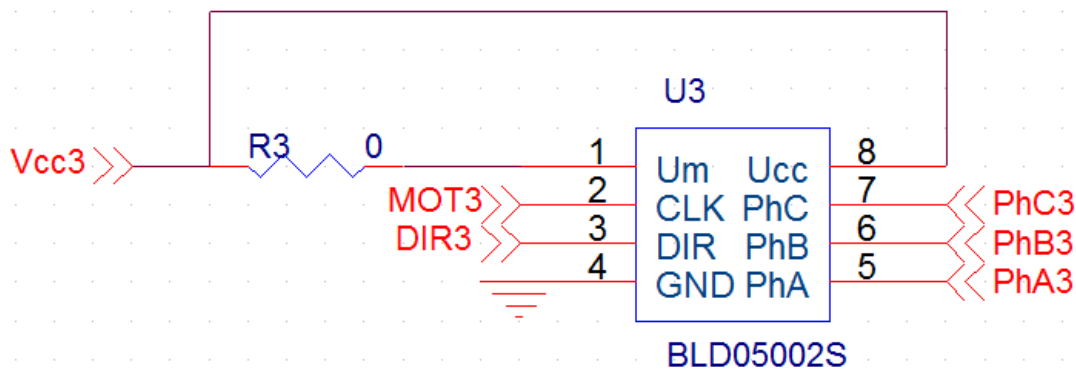 U3
Vcc3
R3 0
1 Um Ucc 8
MOT3 2 CLK PhC 7 PhC3
DIR3 3 DIR PhB 6 PhB3
4 GND PhA 5 PhA3
BLD05002S